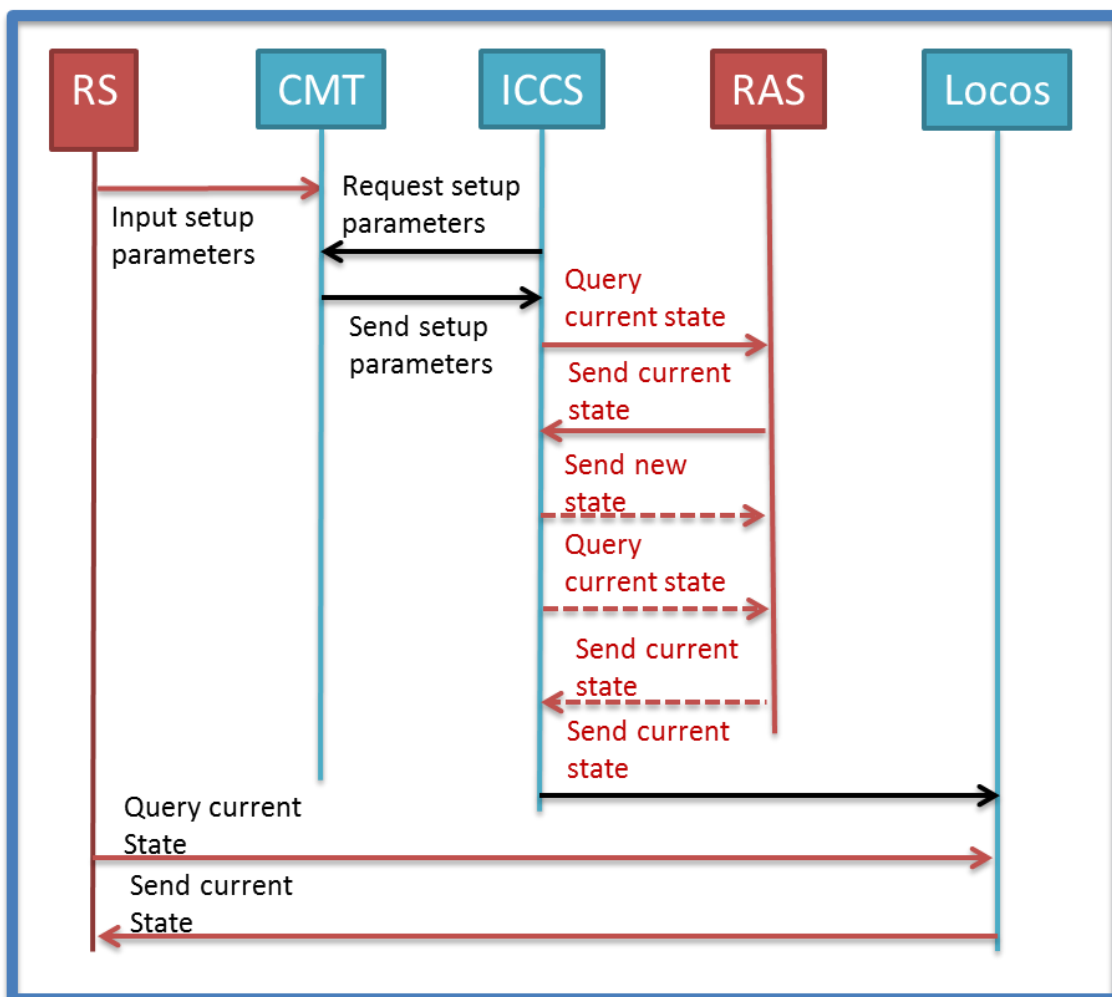 RS
CMT
ICCS
RAS
Locos
Request setup
parameters
Input setup
parameters
Query
current state
Send setup
parameters
Send current
state
Send new
state
Query
current state
Send current
state
Send current
state
Query current
State
Send current
State